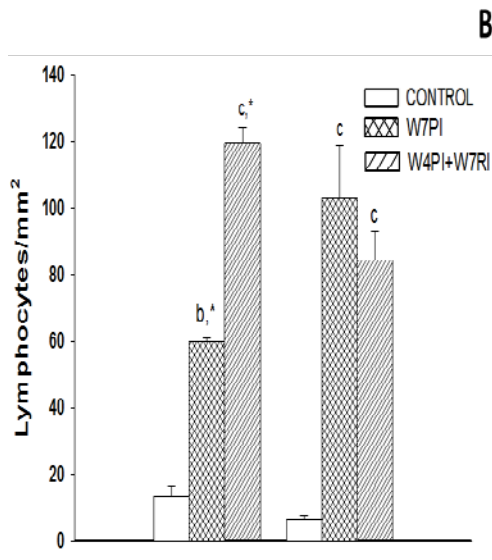 B
140
120
100
80
60
40
20
0
Lymphocytes/mm²
CONTROL
W7PI
W4PI+W7RI
b,*
c,*
c
c